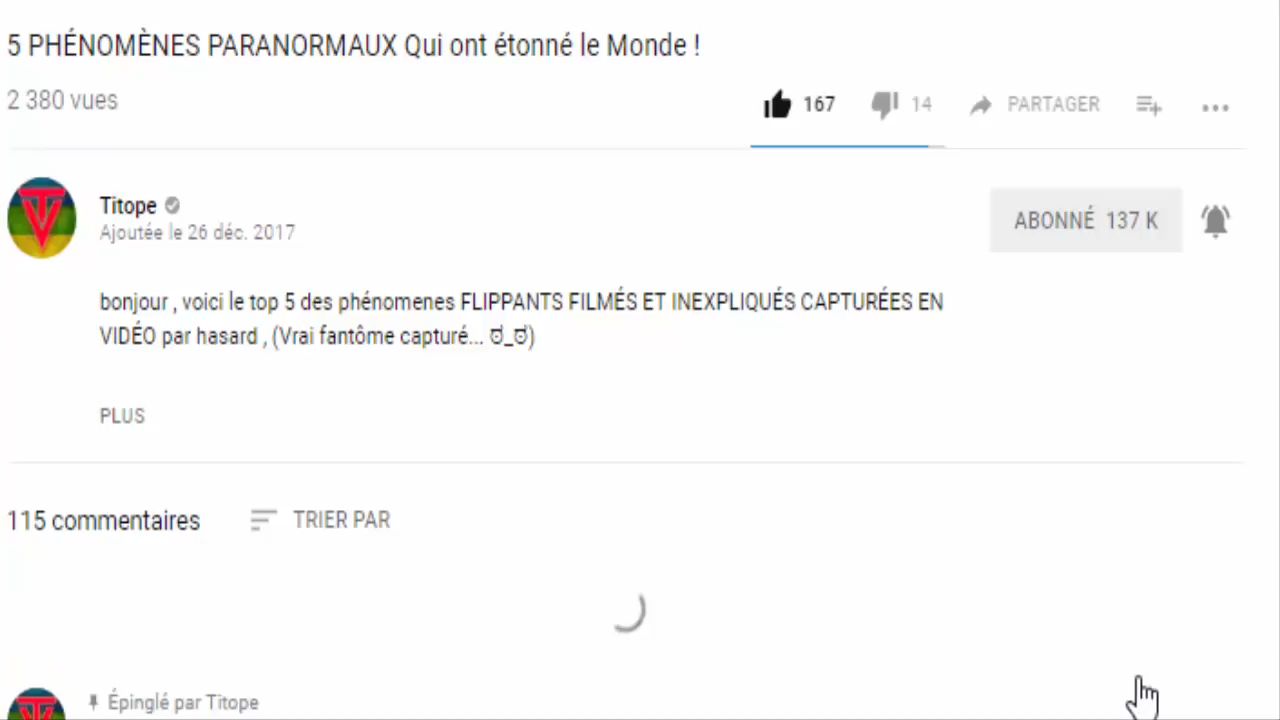 5 PHÉNOMÈNES PARANORMAUX Qui ont étonné le Monde !
2 380 vues
167
14
PARTAGER
Titope
Ajoutée le 26 déc. 2017
ABONNÉ 137 K
bonjour , voici le top 5 des phénomenes FLIPPANTS FILMÉS ET INEXPLIQUÉS CAPTURÉES EN
VIDÉO par hasard , (Vrai fantôme capturé... ಠ_ಠ)
PLUS
115 commentaires
TRIER PAR
Épinglé par Titope